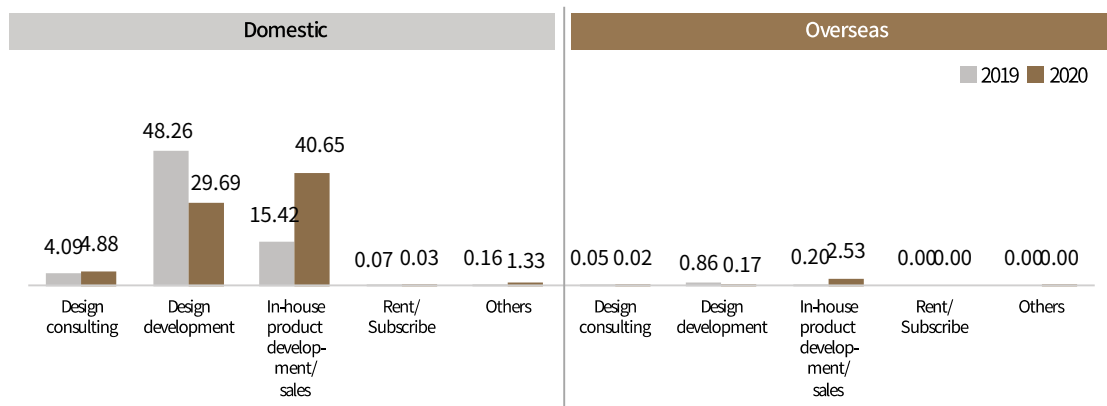 Domestic
Overseas
2019 2020
48.26
40.65
29.69
15.42
4.09 4.88
0.07 0.03 0.16 1.33
0.05 0.02 0.86 0.17 0.20 2.53 0.00 0.00 0.00 0.00
Design
consulting
Design
development
In-house
product
develop-
ment/
sales
Rent/
Subscribe
Others
Design
consulting
Design
development
In-house
product
develop-
ment/
sales
Rent/
Subscribe
Others